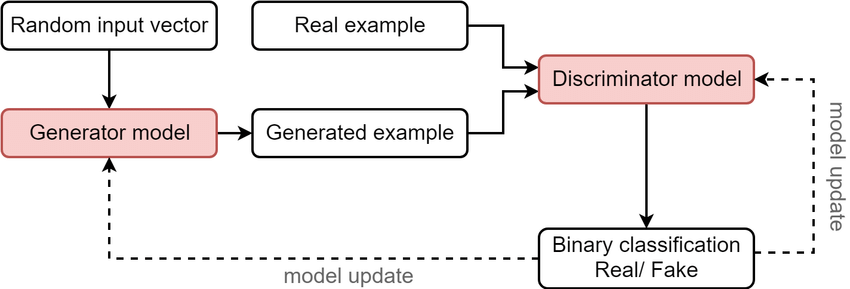 Random input vector
Real example
Discriminator model
Generator model
Generated example
model update
Binary classification
Real/ Fake
model update